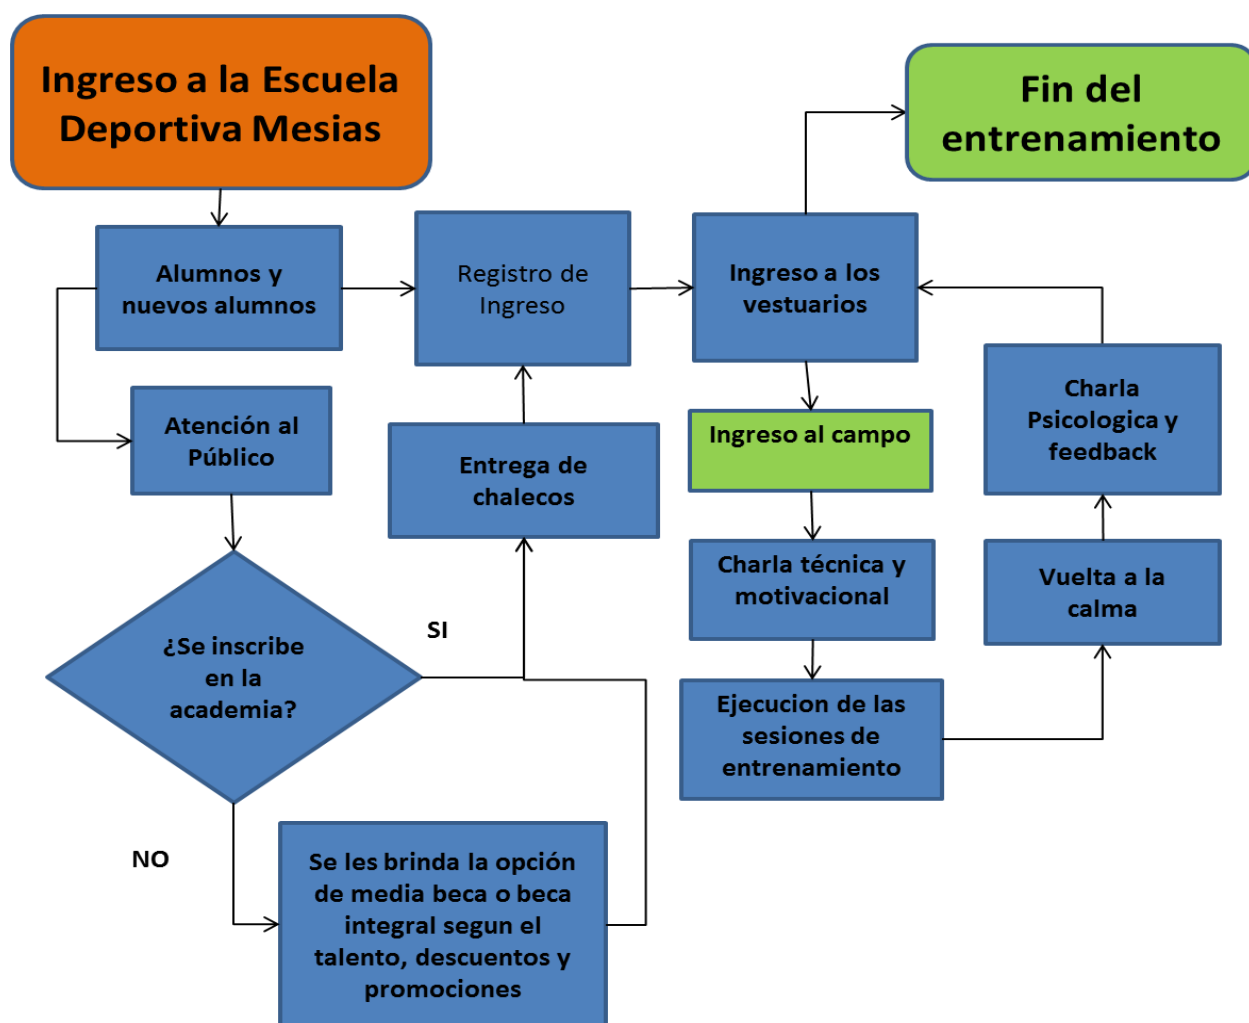 Ingreso a la Escuela
Deportiva Mesias
Fin del
entrenamiento
Alumnos y
nuevos alumnos
Registro de
Ingreso
Ingreso a los
vestuarios
Atención al
Público
Entrega de
chalecos
Ingreso al campo
Charla
Psicologica y
feedback
Charla técnica y
motivacional
Vuelta a la
calma
¿Se inscribe
en la
academia?
SI
Ejecucion de las
sesiones de
entrenamiento
NO
Se les brinda la opción
de media beca o beca
integral segun el
talento, descuentos y
promociones